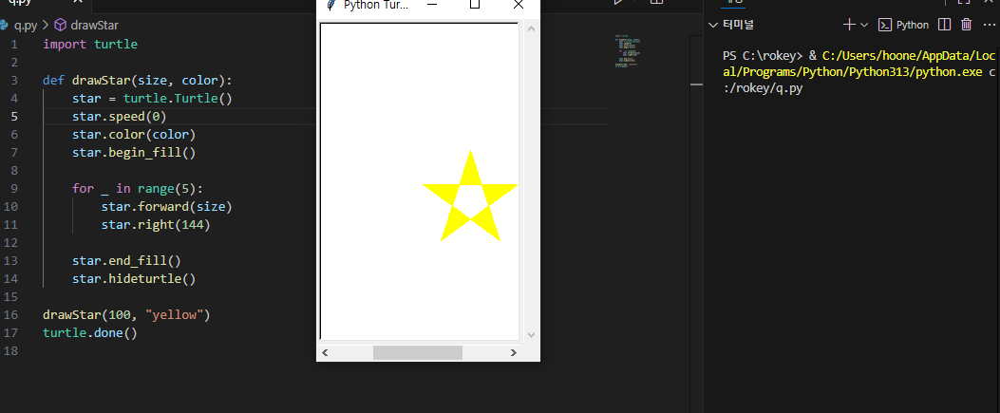 q.py
q.py > drawStar
1 import turtle
2
3 def drawStar(size, color):
4 star = turtle.Turtle()
5 star.speed(0)
6 star.color(color)
7 star.begin_fill()
8
9 for _ in range(5):
10 star.forward(size)
11 star.right(144)
12
13 star.end_fill()
14 star.hideturtle()
15
16 drawStar(100, "yellow")
17 turtle.done()
18
Python Tur...
터미널
Python
PS C:\rokey> & C:/Users/hoone/AppData/Loc
al/Programs/Python/Python313/python.exe c
:/rokey/q.py